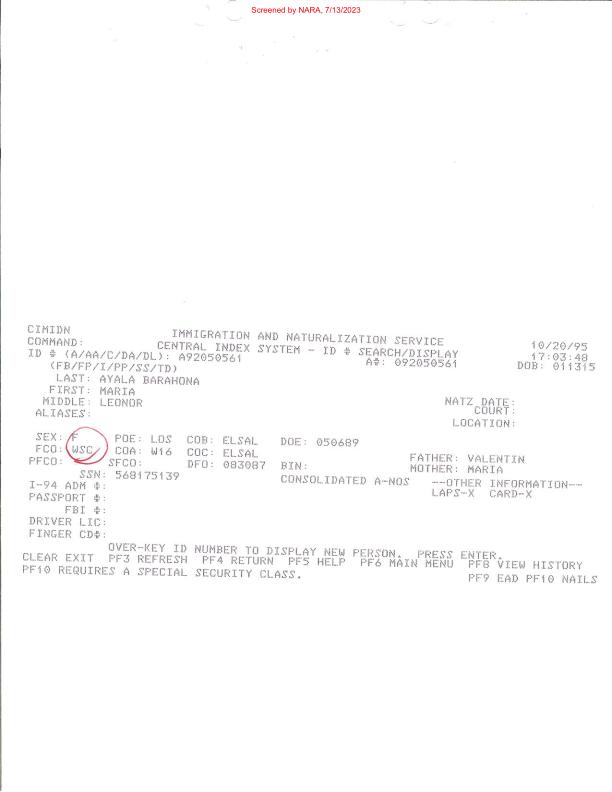 Screened by NARA, 7/13/2023
CIMIDN IMMIGRATION AND NATURALIZATION SERVICE 10/20/95
COMMAND: CENTRAL INDEX SYSTEM - ID # SEARCH/DISPLAY 17:03:48
ID # (A/AA/C/DA/DL): A92050561 A#: 092050561 DOB: 011315
(FB/FP/I/PP/SS/TD)
LAST: AYALA BARAHONA
FIRST: MARIA
MIDDLE: LEONOR NATZ DATE:
ALIASES: COURT:
LOCATION:
SEX: F POE: LOS COB: ELSAL DOE: 050689
FCO: WSC COA: W16 COC: ELSAL FATHER: VALENTIN
PFCO: SFCO: DFO: 083087 BIN: MOTHER: MARIA
SSN: 568175139 CONSOLIDATED A-NOS --OTHER INFORMATION--
I-94 ADM #: LAPS-X CARD-X
PASSPORT #:
FBI #:
DRIVER LIC:
FINGER CD#:
OVER-KEY ID NUMBER TO DISPLAY NEW PERSON. PRESS ENTER.
CLEAR EXIT PF3 REFRESH PF4 RETURN PF5 HELP PF6 MAIN MENU PF8 VIEW HISTORY
PF10 REQUIRES A SPECIAL SECURITY CLASS. PF9 EAD PF10 NAILS